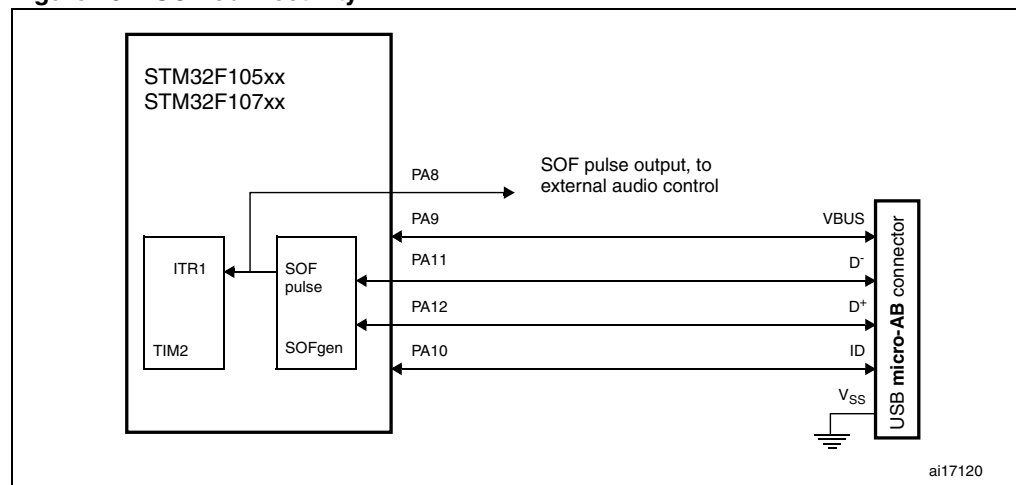 STM32F105xx
STM32F107xx
PA8
SOF pulse output, to
external audio control
PA9
VBUS
ITR1
SOF
pulse
PA11
D-
PA12
D+
TIM2
SOFgen
PA10
ID
VSS
USB micro-AB connector
ai17120